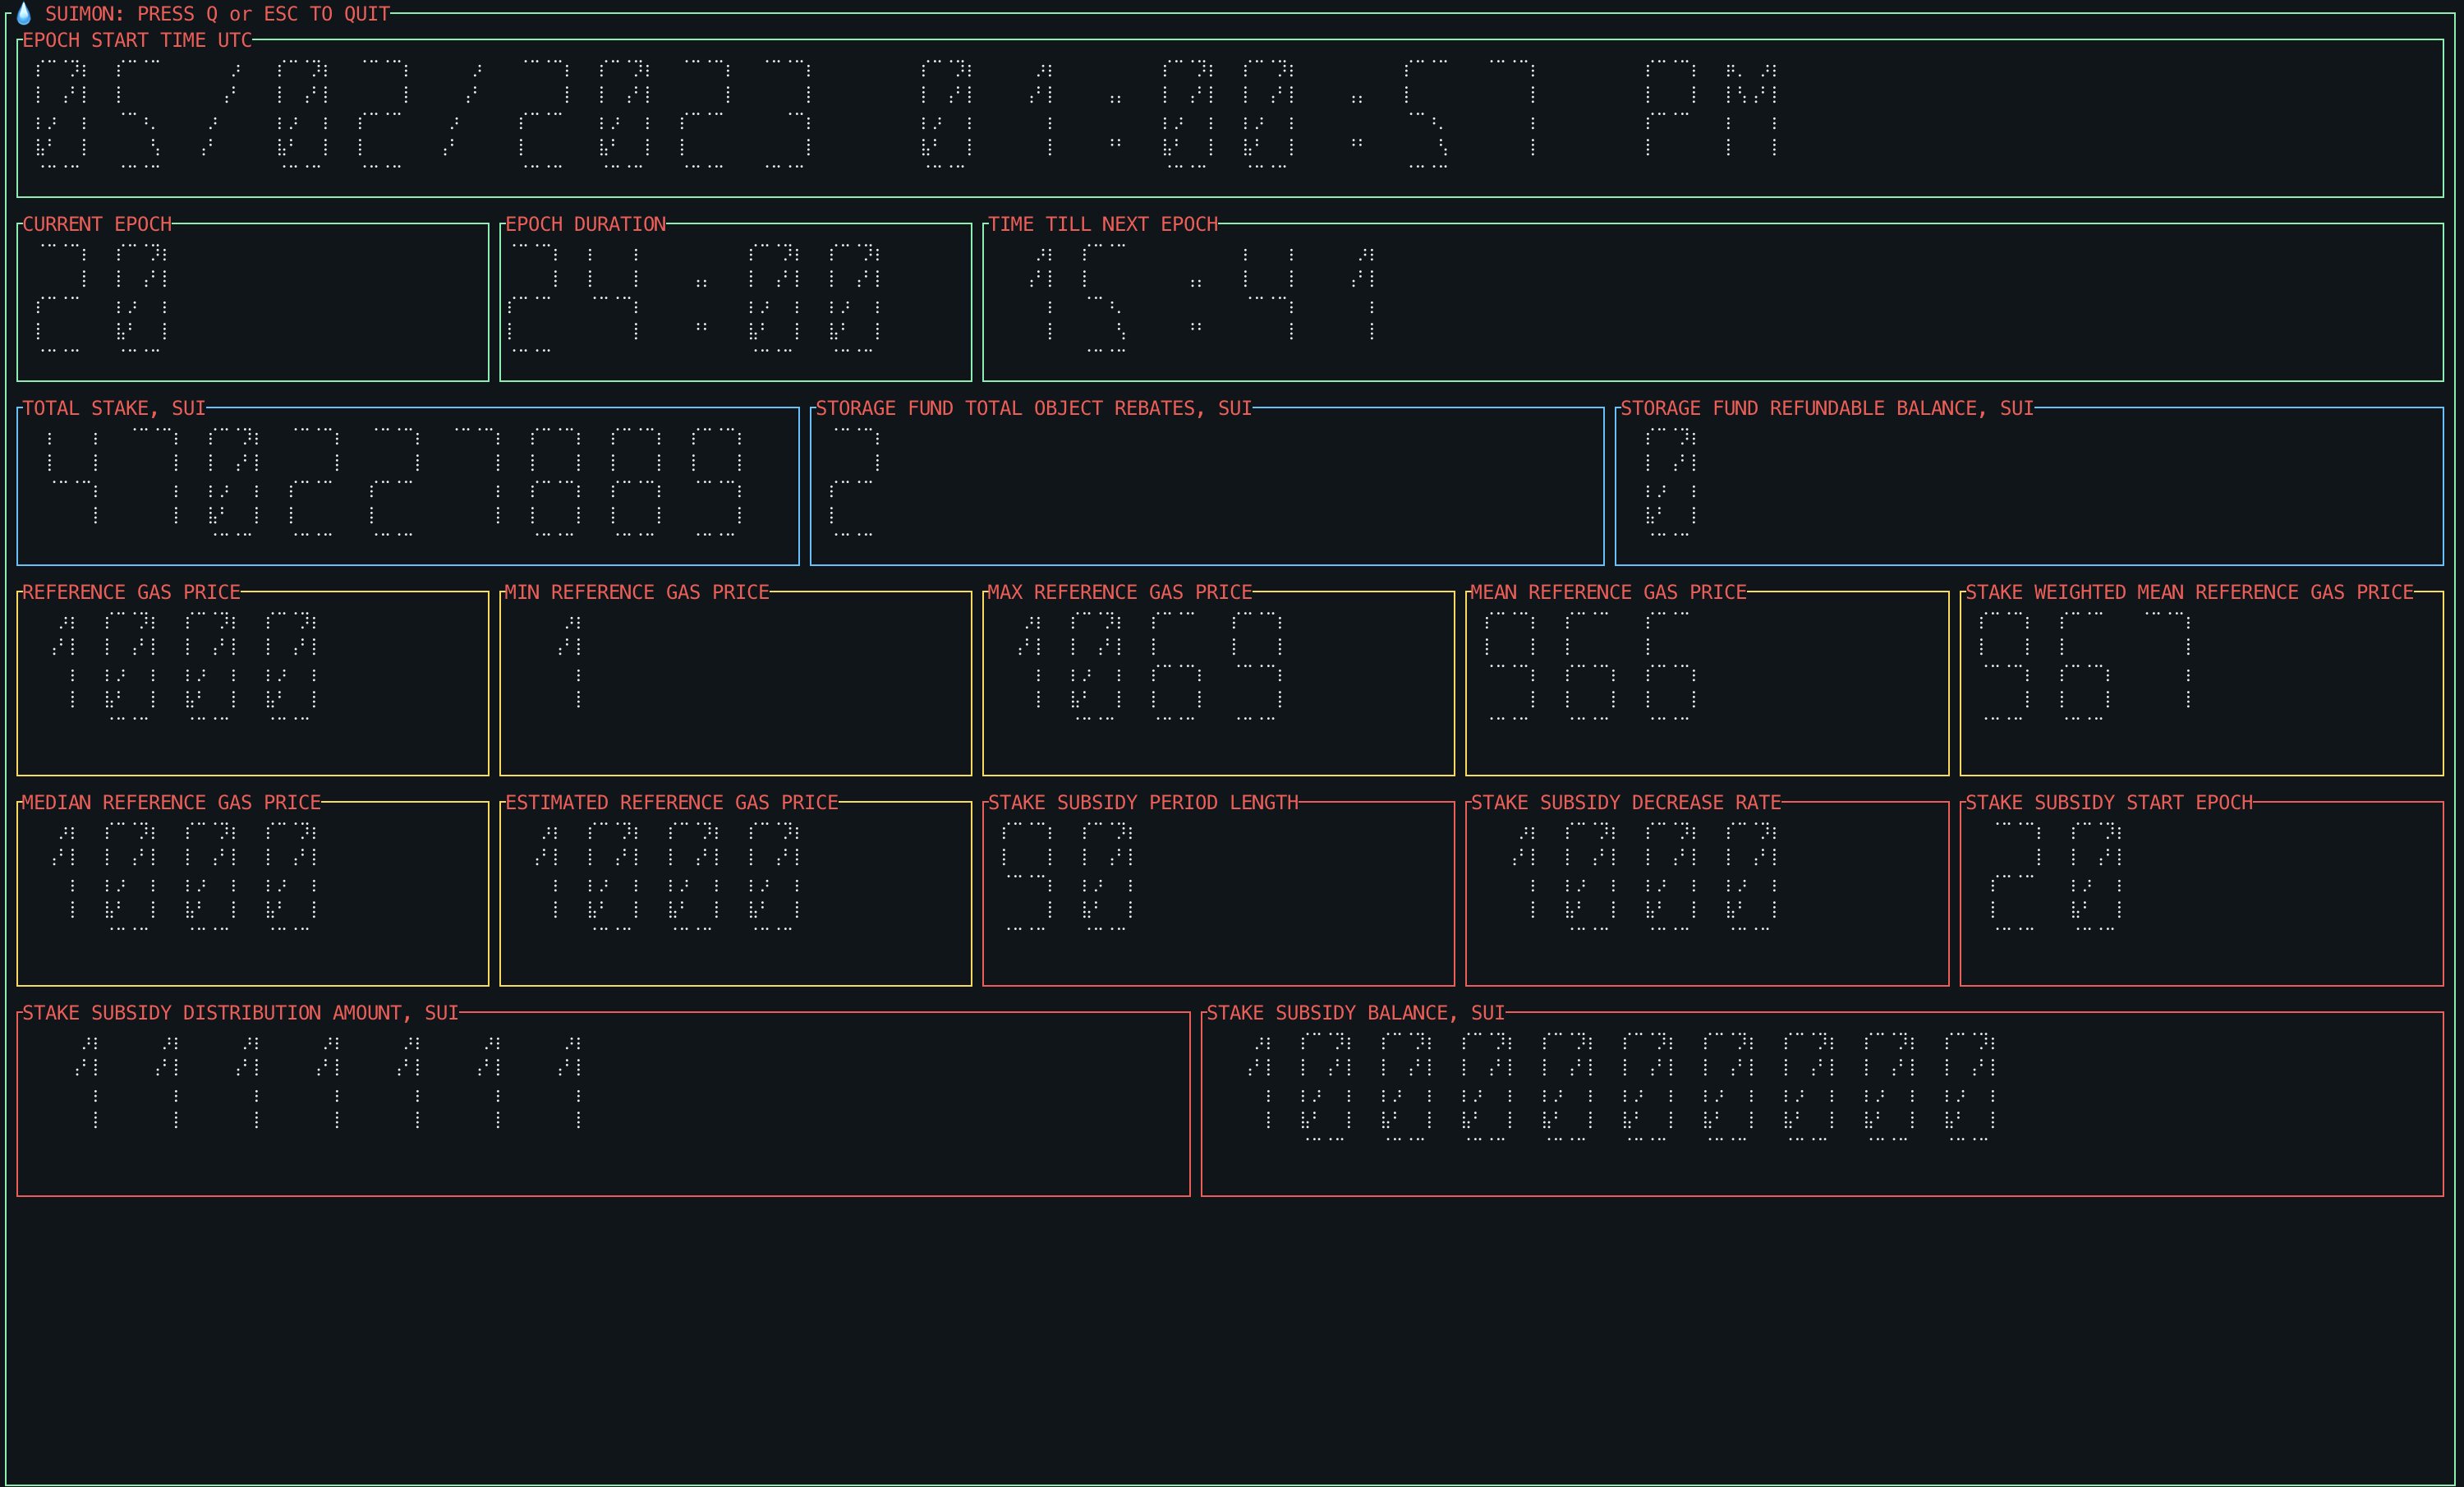 SUIMON: PRESS Q or ESC TO QUIT
EPOCH START TIME UTC
05/02/2023 01:00:57 PM
CURRENT EPOCH
20
EPOCH DURATION
24:00
TIME TILL NEXT EPOCH
15:41
TOTAL STAKE, SUI
470227889
STORAGE FUND TOTAL OBJECT REBATES, SUI
2
STORAGE FUND REFUNDABLE BALANCE, SUI
0
REFERENCE GAS PRICE
1000
MIN REFERENCE GAS PRICE
1
MAX REFERENCE GAS PRICE
1069
MEAN REFERENCE GAS PRICE
966
STAKE WEIGHTED MEAN REFERENCE GAS PRICE
967
MEDIAN REFERENCE GAS PRICE
1000
ESTIMATED REFERENCE GAS PRICE
1000
STAKE SUBSIDY PERIOD LENGTH
90
STAKE SUBSIDY DECREASE RATE
1000
STAKE SUBSIDY START EPOCH
20
STAKE SUBSIDY DISTRIBUTION AMOUNT, SUI
1111111
STAKE SUBSIDY BALANCE, SUI
1000000000